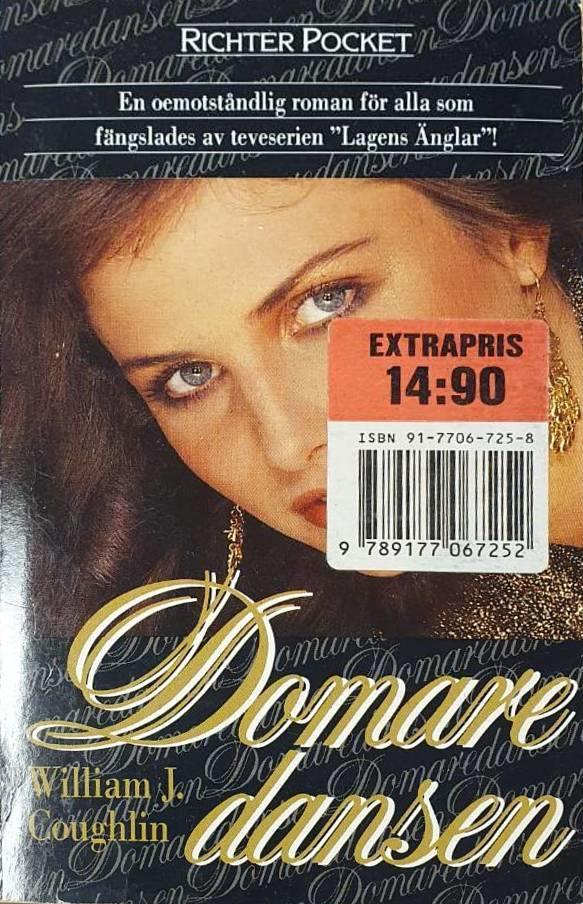 RICHTER POCKET
En oemotståndlig roman för alla som
fängslades av teveserien "Lagens Änglar"!
EXTRAPRIS
14:90
ISBN 91-7706-725-8
9 789177 067252
Domare
dansen
William J.
Coughlin